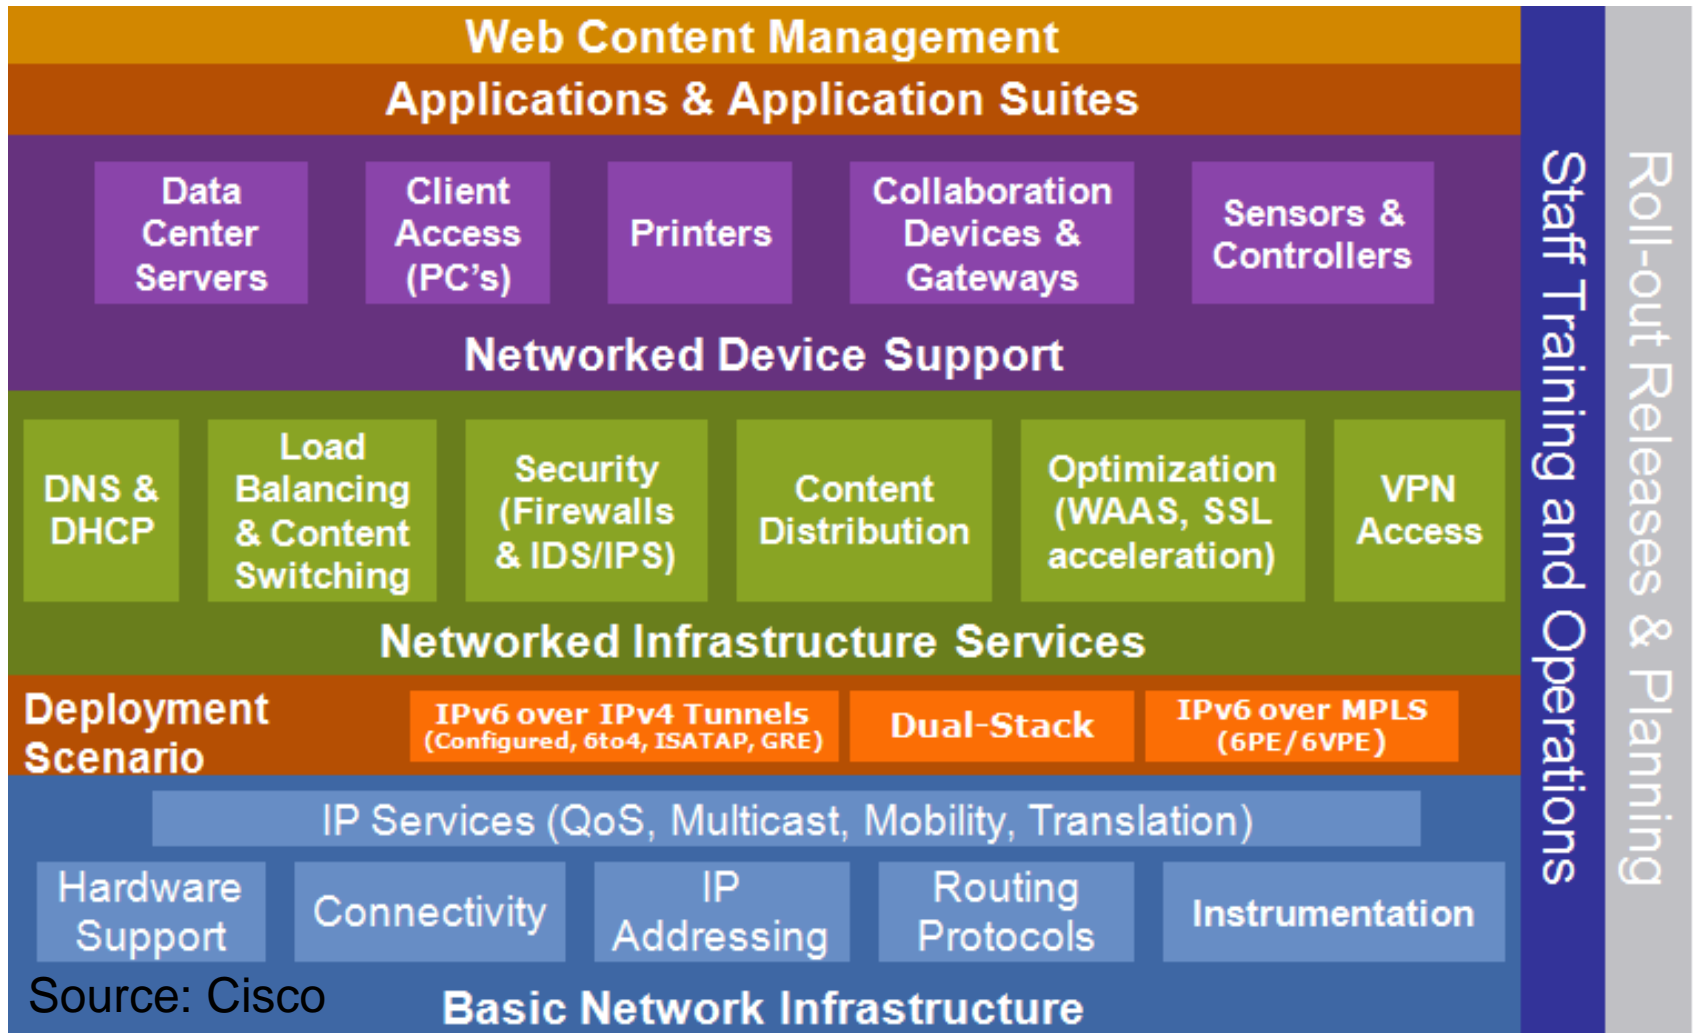 Web Content Management
Applications & Application Suites
Data
Center
Servers
Client
Access
(PC’s)
Printers
Collaboration
Devices &
Gateways
Sensors &
Controllers
Networked Device Support
DNS &
DHCP
Load
Balancing
& Content
Switching
Security
(Firewalls
& IDS/IPS)
Content
Distribution
Optimization
(WAAS, SSL
acceleration)
VPN
Access
Networked Infrastructure Services
Deployment
Scenario
IPv6 over IPv4 Tunnels
(Configured, 6to4, ISATAP, GRE)
Dual-Stack
IPv6 over MPLS
(6PE/6VPE)
IP Services (QoS, Multicast, Mobility, Translation)
Hardware
Support
Connectivity
IP
Addressing
Routing
Protocols
Instrumentation
Source: Cisco
Basic Network Infrastructure
Staff Training and Operations
Roll-out Releases & Planning